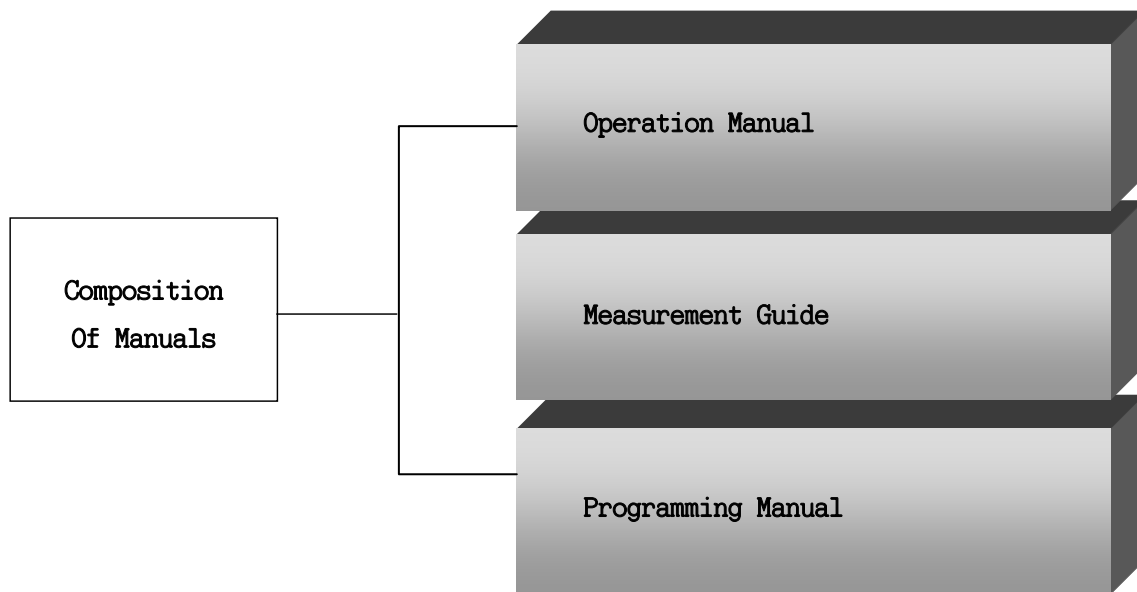 Composition
Of Manuals
Operation Manual
Measurement Guide
Programming Manual